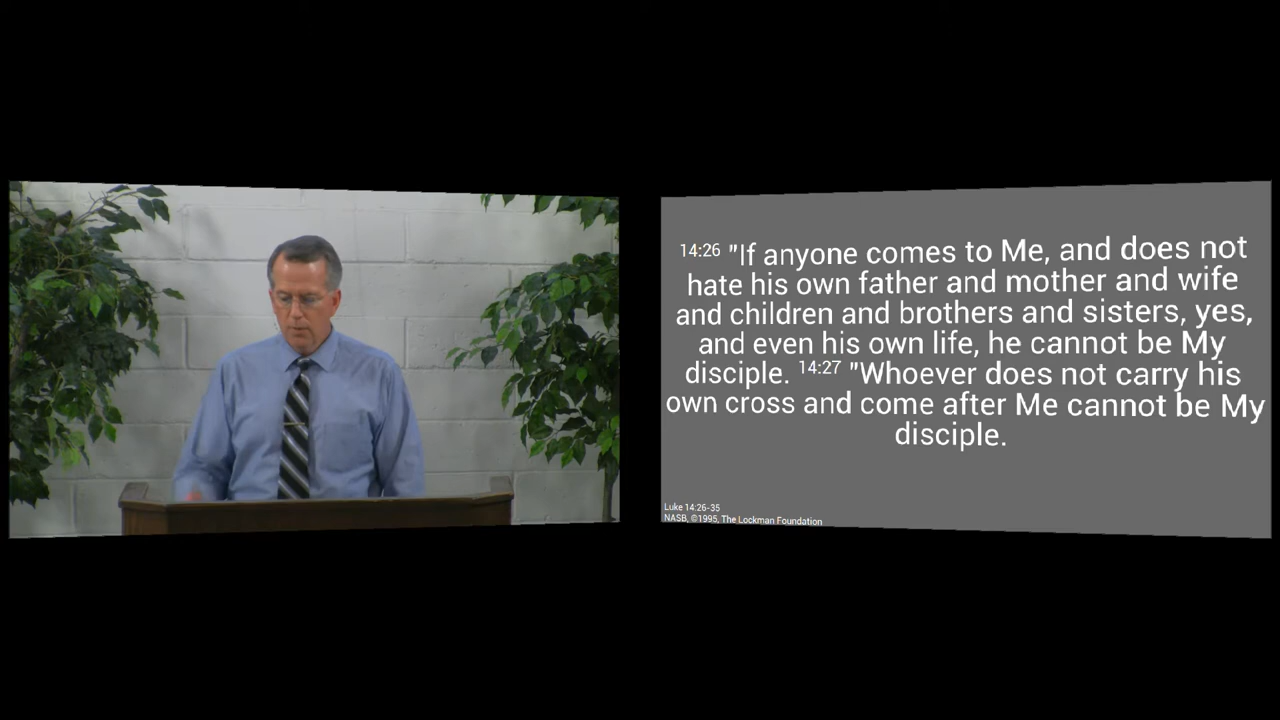 14:26 "If anyone comes to Me, and does not
hate his own father and mother and wife
and children and brothers and sisters, yes,
and even his own life, he cannot be My
disciple. 14:27 "Whoever does not carry his
own cross and come after Me cannot be My
disciple.
Luke 14:26-35
NASB, ©1995, The Lockman Foundation